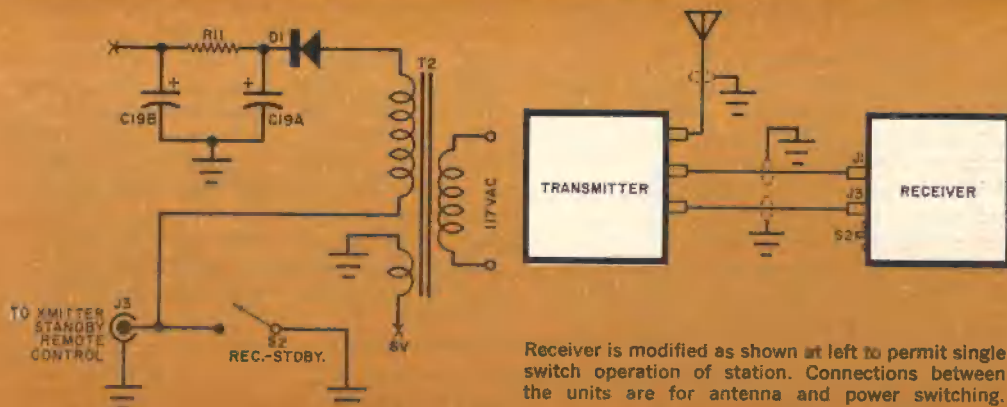 R11
D1
T2
+
+
C19B
C19A
117VAC
TO XMITTER
STANDBY
REMOTE
CONTROL
J3
S2
REC.-STDBY.
6V
TRANSMITTER
RECEIVER
J3
S2
Receiver is modified as shown at left to permit single
switch operation of station. Connections between
the units are for antenna and power switching.